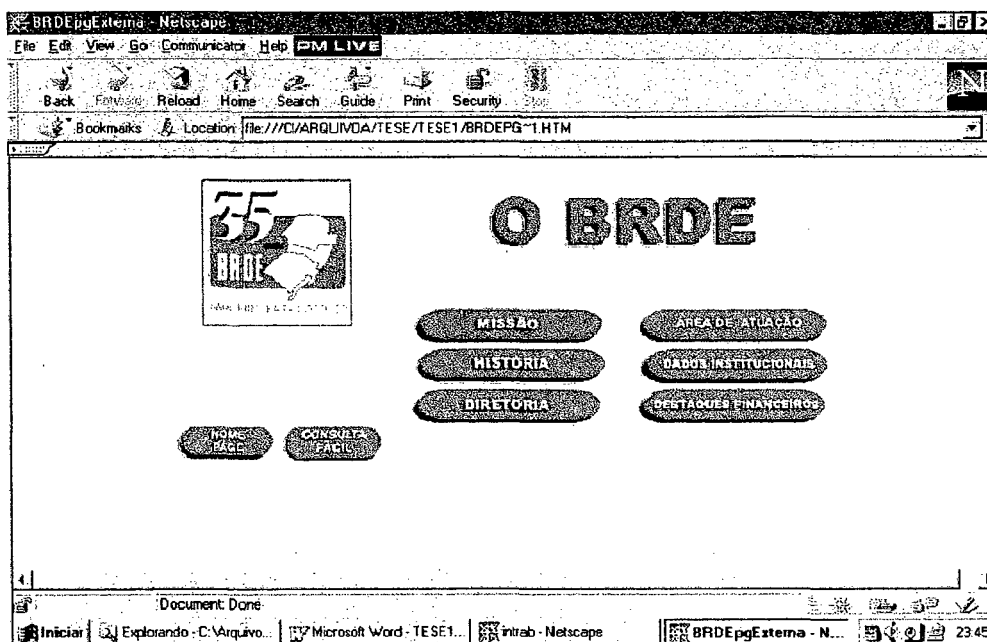 BRDEpgExterna - Netscape
File Edit View Go Communicator Help PM LIVE
Back Forward Reload Home Search Guide Print Security Stop
Bookmarks Location: file:///C|/ARQUIVOA/TESE/TESE1/BRDEPG~1.HTM
N
35
BRDE
O BRDE
MISSÃO ÁREA DE ATUAÇÃO
HISTÓRIA DADOS INSTITUCIONAIS
DIRETORIA DESTAQUES FINANCEIROS
HOME PAGE
CONSULTA FÁCIL
Document: Done
Iniciar Explorando - C:\Arquivo... Microsoft Word - TESE1... intrab - Netscape BRDEpgExterna - N... 23:45